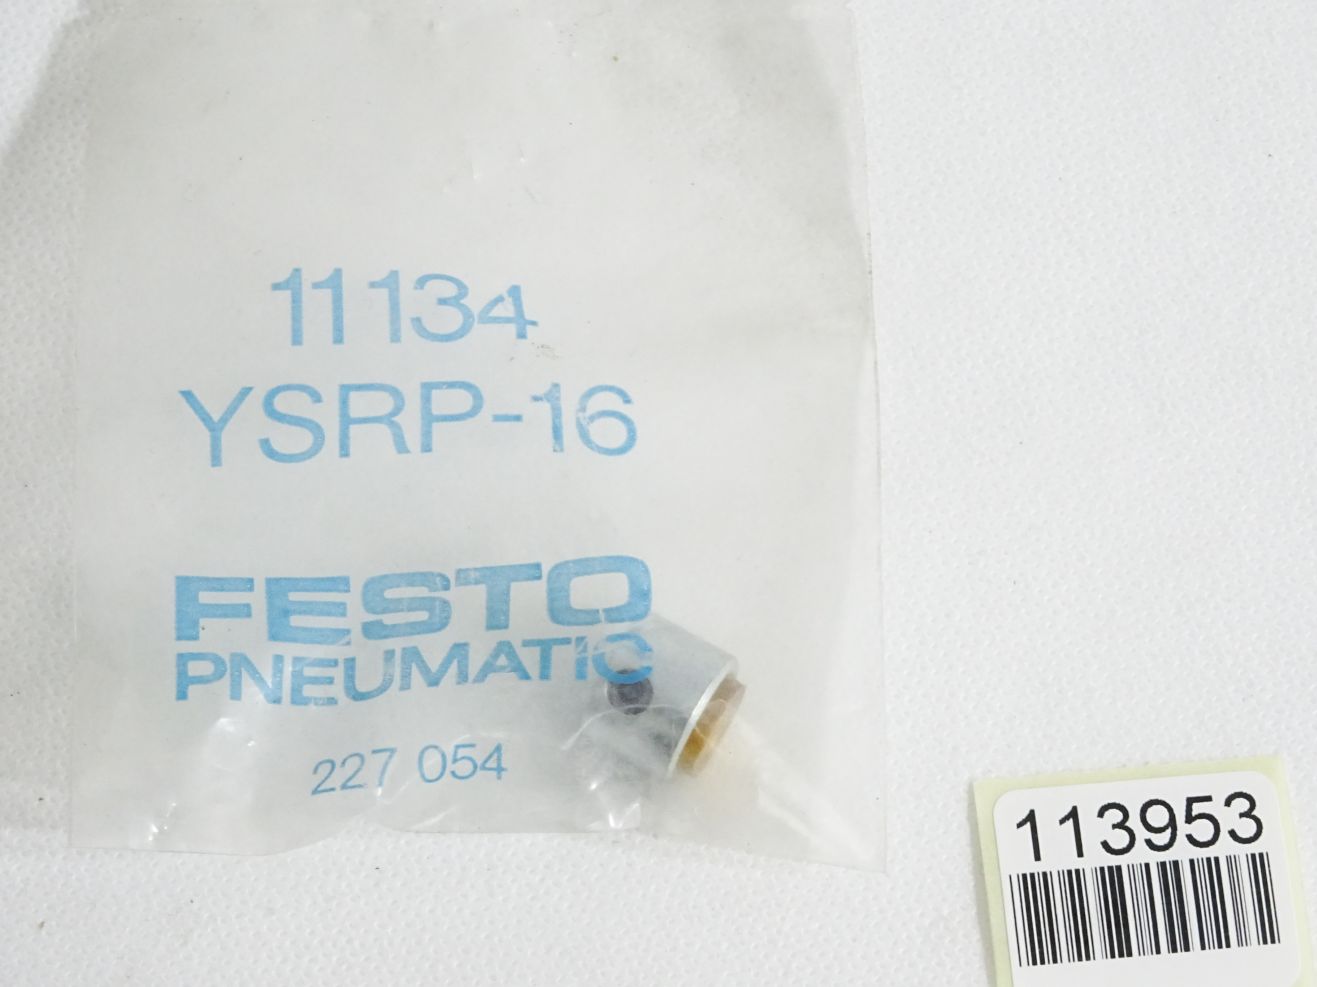 11134
YSRP-16
FESTO
PNEUMATIC
227 054
113953